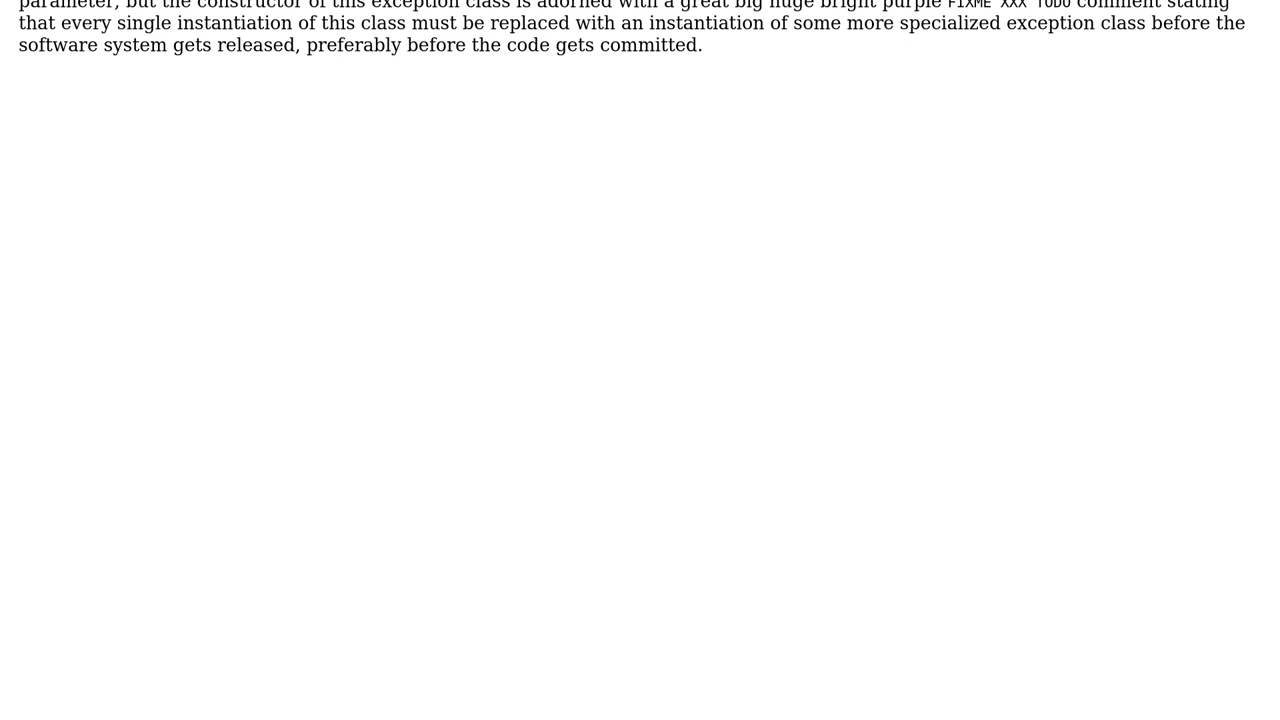 parameter, but the constructor of this exception class is adorned with a great big huge bright purple FIXME XXX TODO comment stating
that every single instantiation of this class must be replaced with an instantiation of some more specialized exception class before the
software system gets released, preferably before the code gets committed.